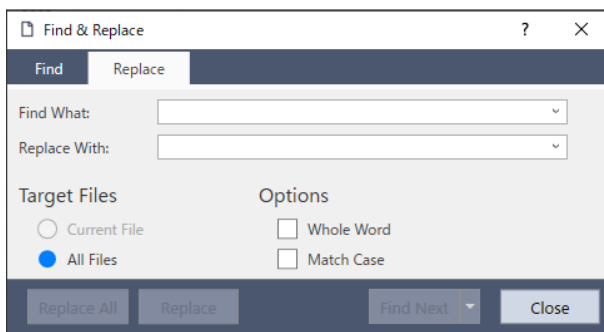 Find & Replace ?
Find Replace
Find What:
Replace With:
Target Files Options
Current File Whole Word
All Files Match Case
Replace All Replace Find Next Close